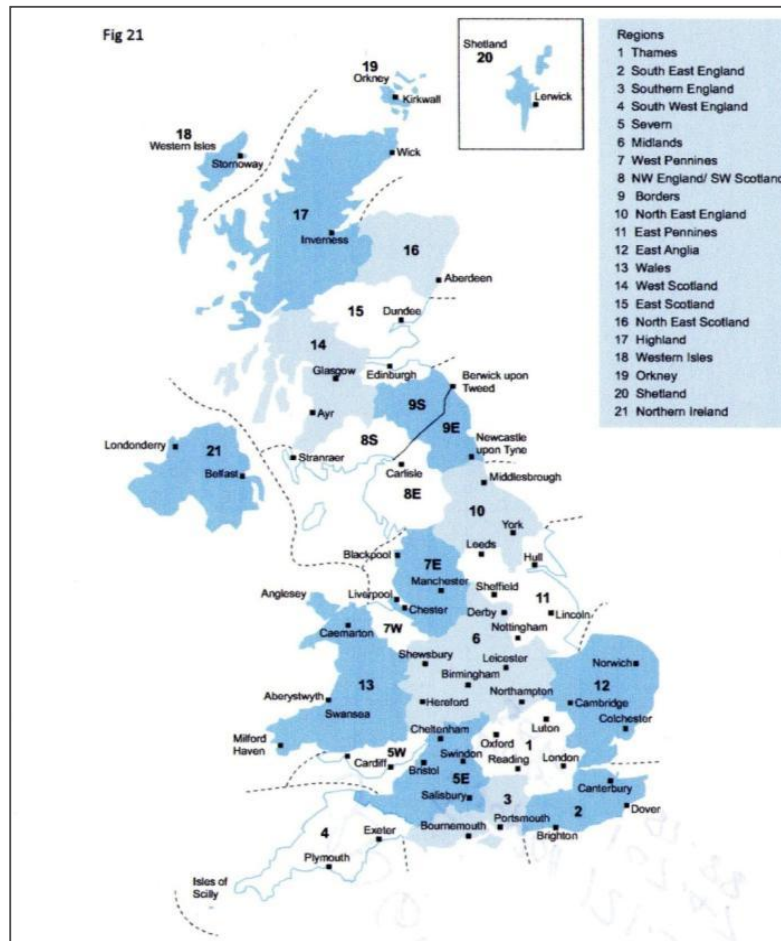 Fig 21
Shetland
20
Lerwick
19
Orkney
Kirkwall
18
Western Isles
Stornoway
Wick
17
Inverness
16
Aberdeen
15
Dundee
14
Glasgow
Edinburgh
Berwick upon
Tweed
9S
9E
Ayr
8S
Newcastle
upon Tyne
Londonderry
21
Belfast
Stranraer
Carlisle
Middlesbrough
8E
10
York
Leeds
Blackpool
7E
Hull
Manchester
Sheffield
Anglesey
Liverpool
Chester
11
Derby
Lincoln
Caernarton
7W
Nottingham
6
Shewsbury
Leicester
Norwich
Birmingham
13
12
Aberystwyth
Hereford
Northampton
Cambridge
Swansea
Colchester
Milford
Haven
Cheltenham
Luton
5W
Oxford
1
Cardiff
Swindon
Reading
London
Bristol
5E
Canterbury
Salisbury
3
2
Dover
4
Exeter
Bournemouth
Portsmouth
Brighton
Plymouth
Isles of
Scilly
Regions
1 Thames
2 South East England
3 Southern England
4 South West England
5 Severn
6 Midlands
7 West Pennines
8 NW England/ SW Scotland
9 Borders
10 North East England
11 East Pennines
12 East Anglia
13 Wales
14 West Scotland
15 East Scotland
16 North East Scotland
17 Highland
18 Western Isles
19 Orkney
20 Shetland
21 Northern Ireland